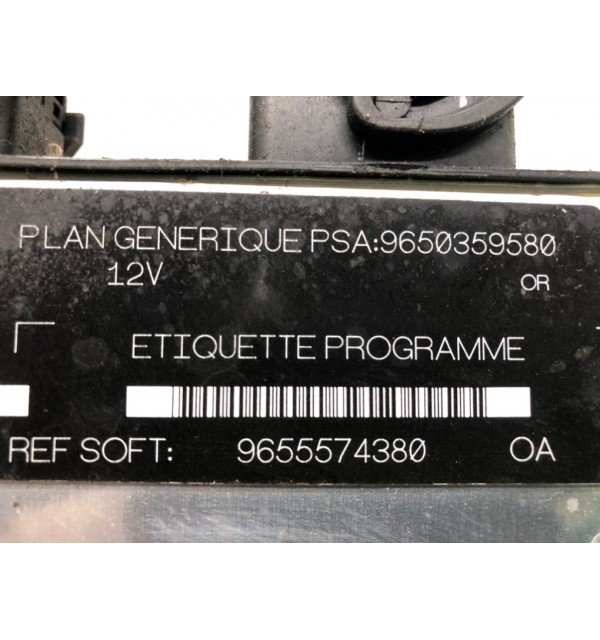 PLAN GENERIQUE PSA:9650359580
12V OR
ETIQUETTE PROGRAMME
REF SOFT: 9655574380 OA